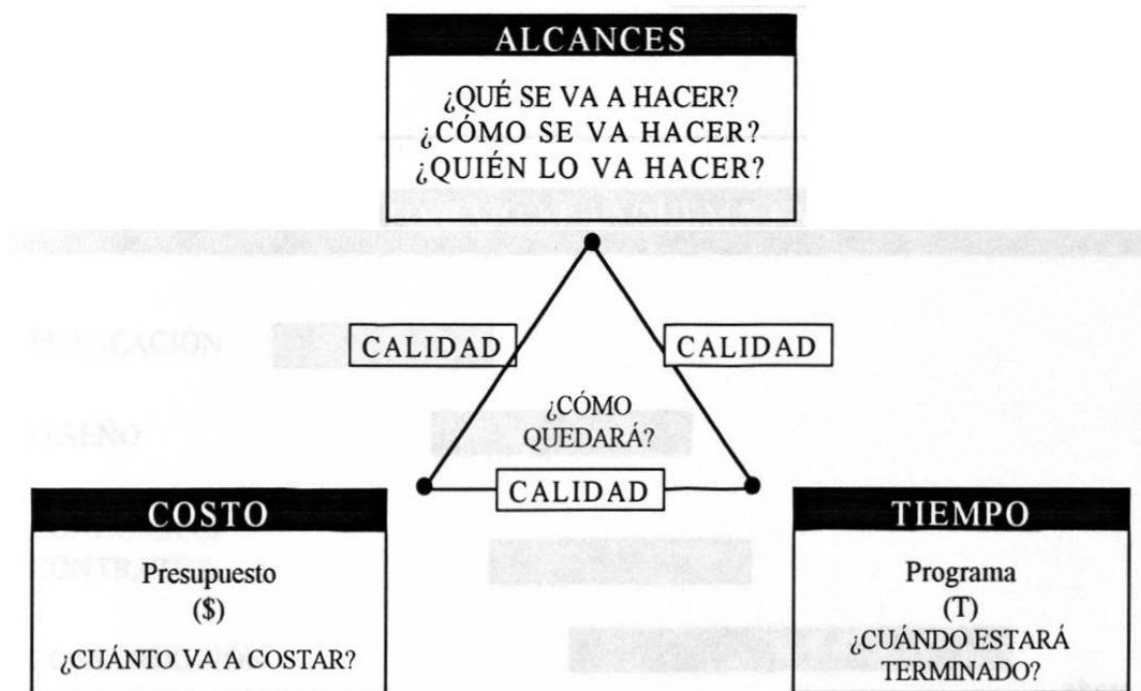 ALCANCES
¿QUÉ SE VA A HACER?
¿CÓMO SE VA HACER?
¿QUIÉN LO VA HACER?
CALIDAD
CALIDAD
¿CÓMO
QUEDARÁ?
CALIDAD
COSTO
Presupuesto
($)
¿CUÁNTO VA A COSTAR?
TIEMPO
Programa
(T)
¿CUÁNDO ESTARÁ
TERMINADO?
DISEÑO